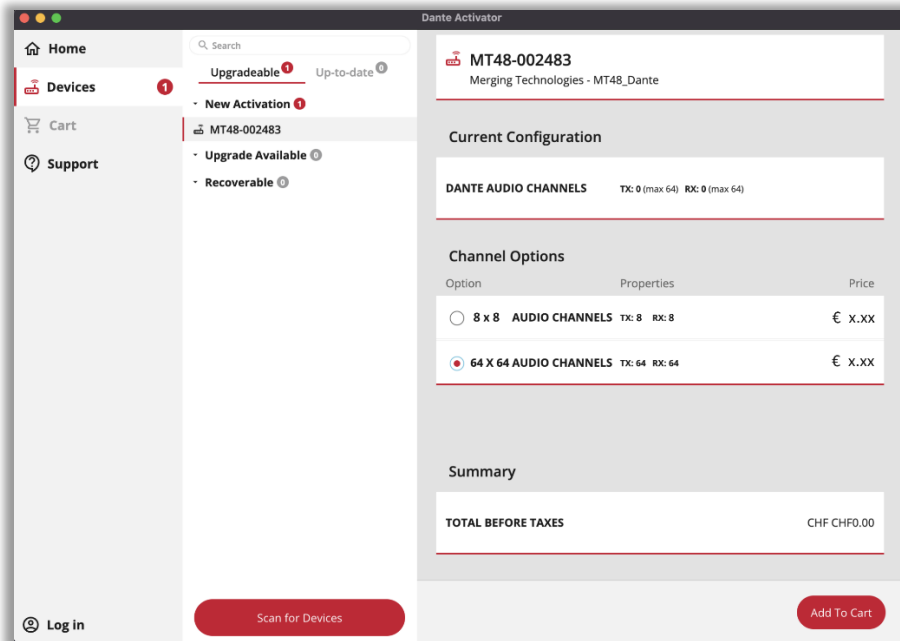 Dante Activator
Home
Devices 1
Cart
Support
Log in
Search
Upgradeable 1 Up-to-date 0
New Activation 1
MT48-002483
Upgrade Available 0
Recoverable 0
Scan for Devices
MT48-002483
Merging Technologies - MT48_Dante
Current Configuration
DANTE AUDIO CHANNELS TX: 0 (max 64) RX: 0 (max 64)
Channel Options
Option Properties Price
8 x 8 AUDIO CHANNELS TX: 8 RX: 8 € x.xx
64 X 64 AUDIO CHANNELS TX: 64 RX: 64 € x.xx
Summary
TOTAL BEFORE TAXES CHF CHF0.00
Add To Cart